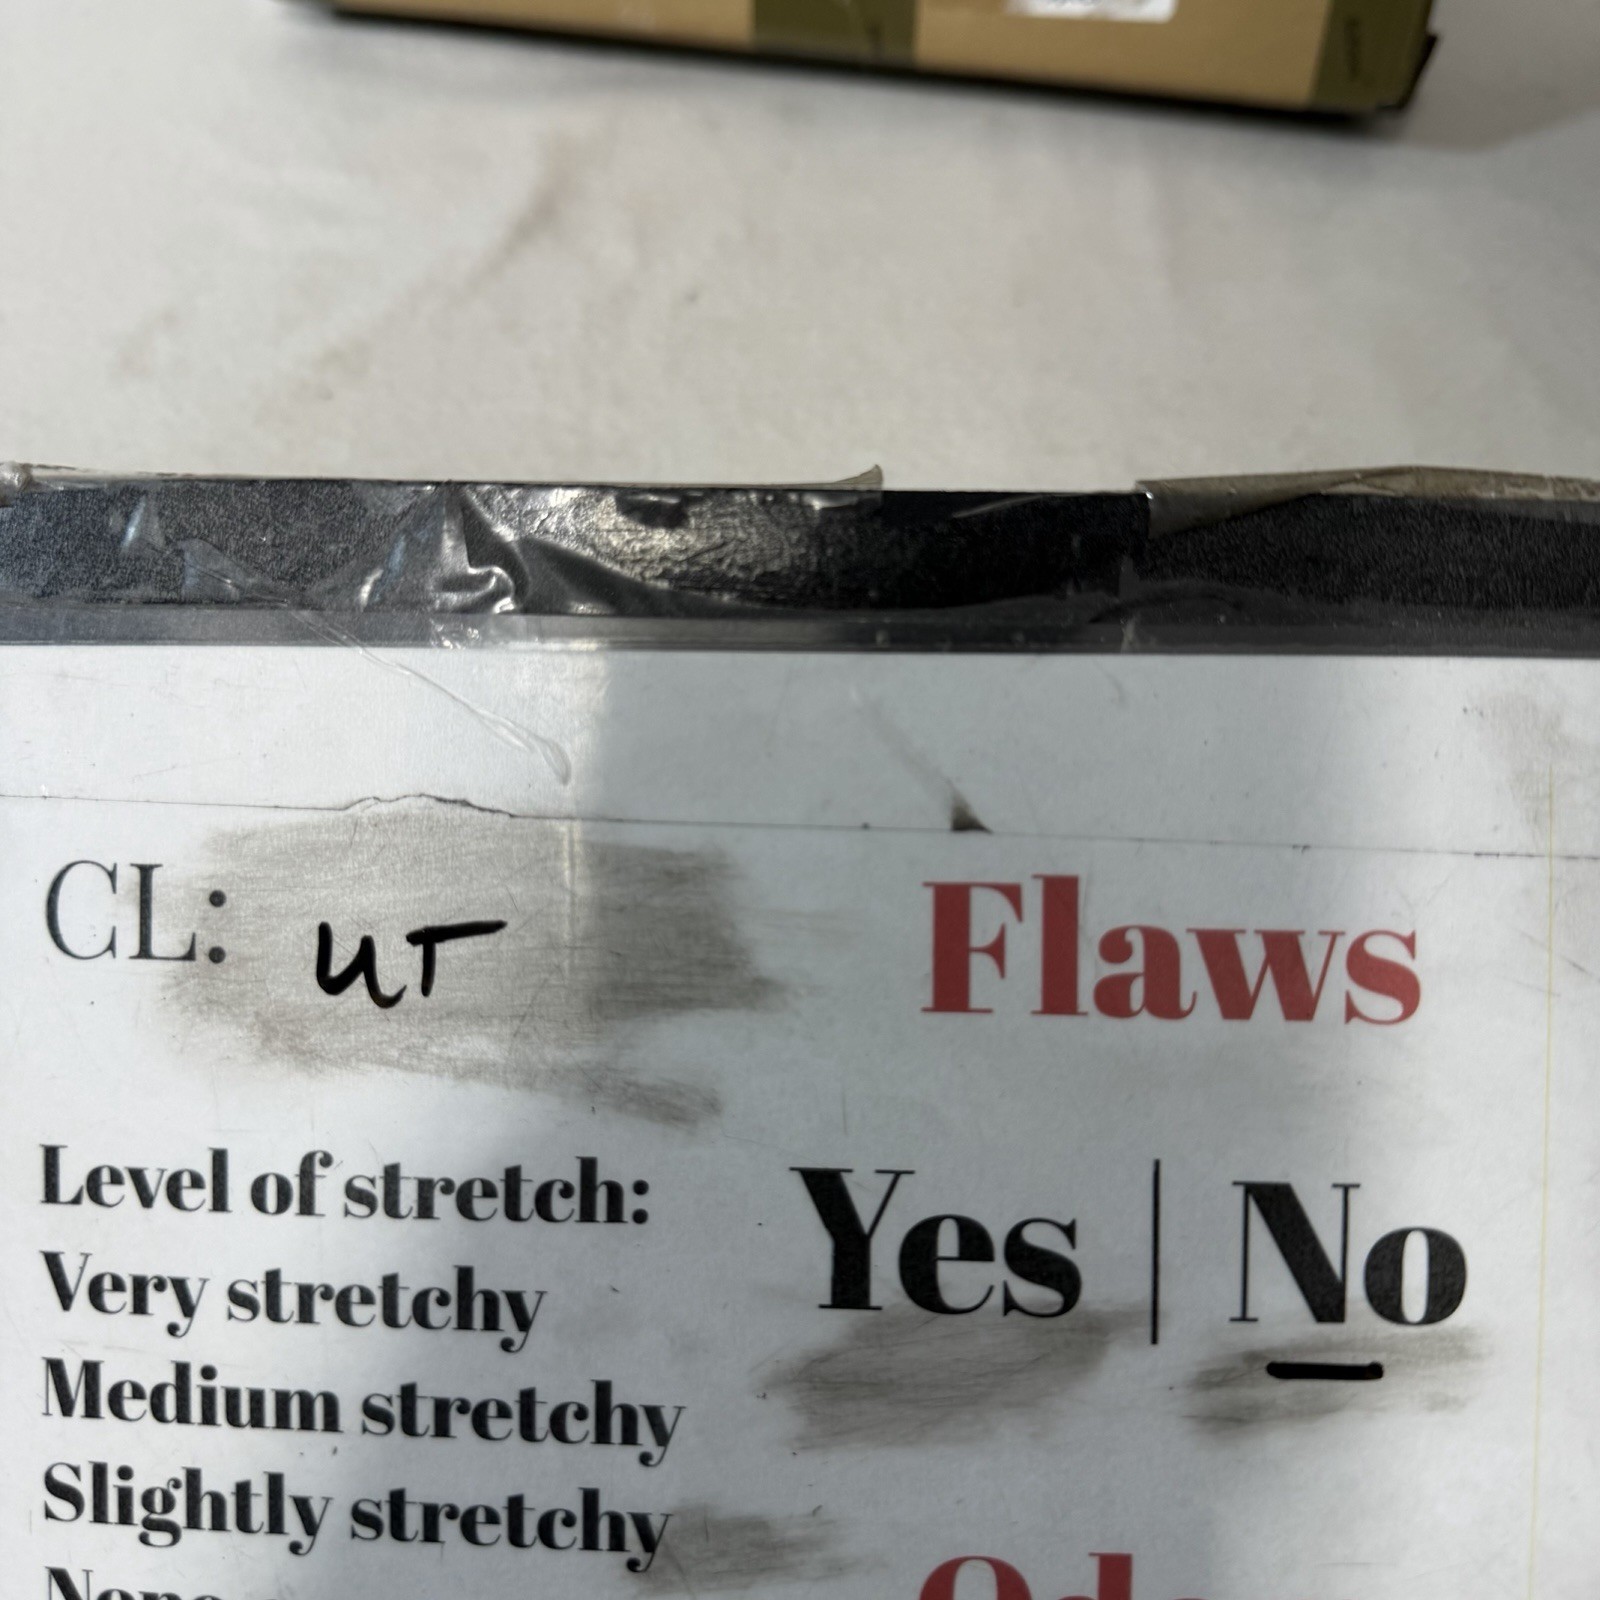 CL: UT
Flaws
Yes | No
Level of stretch:
Very stretchy
Medium stretchy
Slightly stretchy